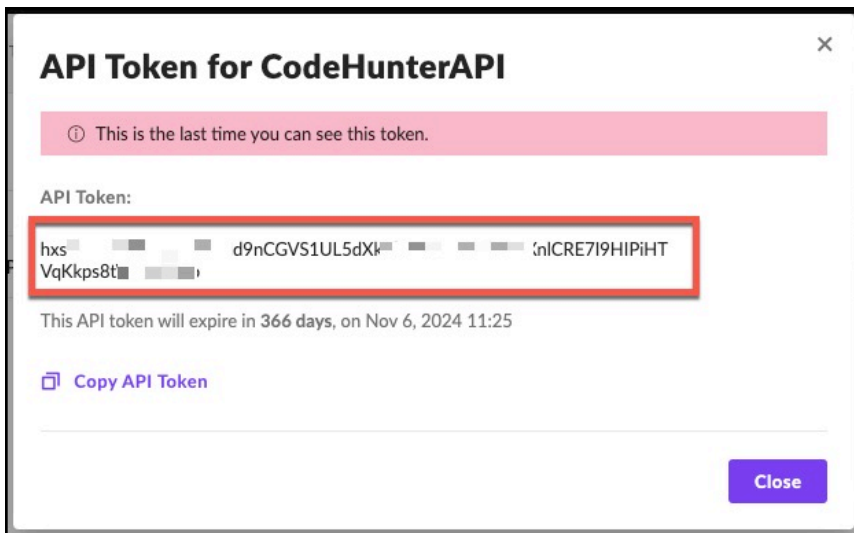 API Token for CodeHunterAPI
This is the last time you can see this token.
API Token:
hxs d9nCGVS1UL5dXk nlCRE7I9HIPiHT
VqKkps8t
This API token will expire in 366 days, on Nov 6, 2024 11:25
Copy API Token
Close